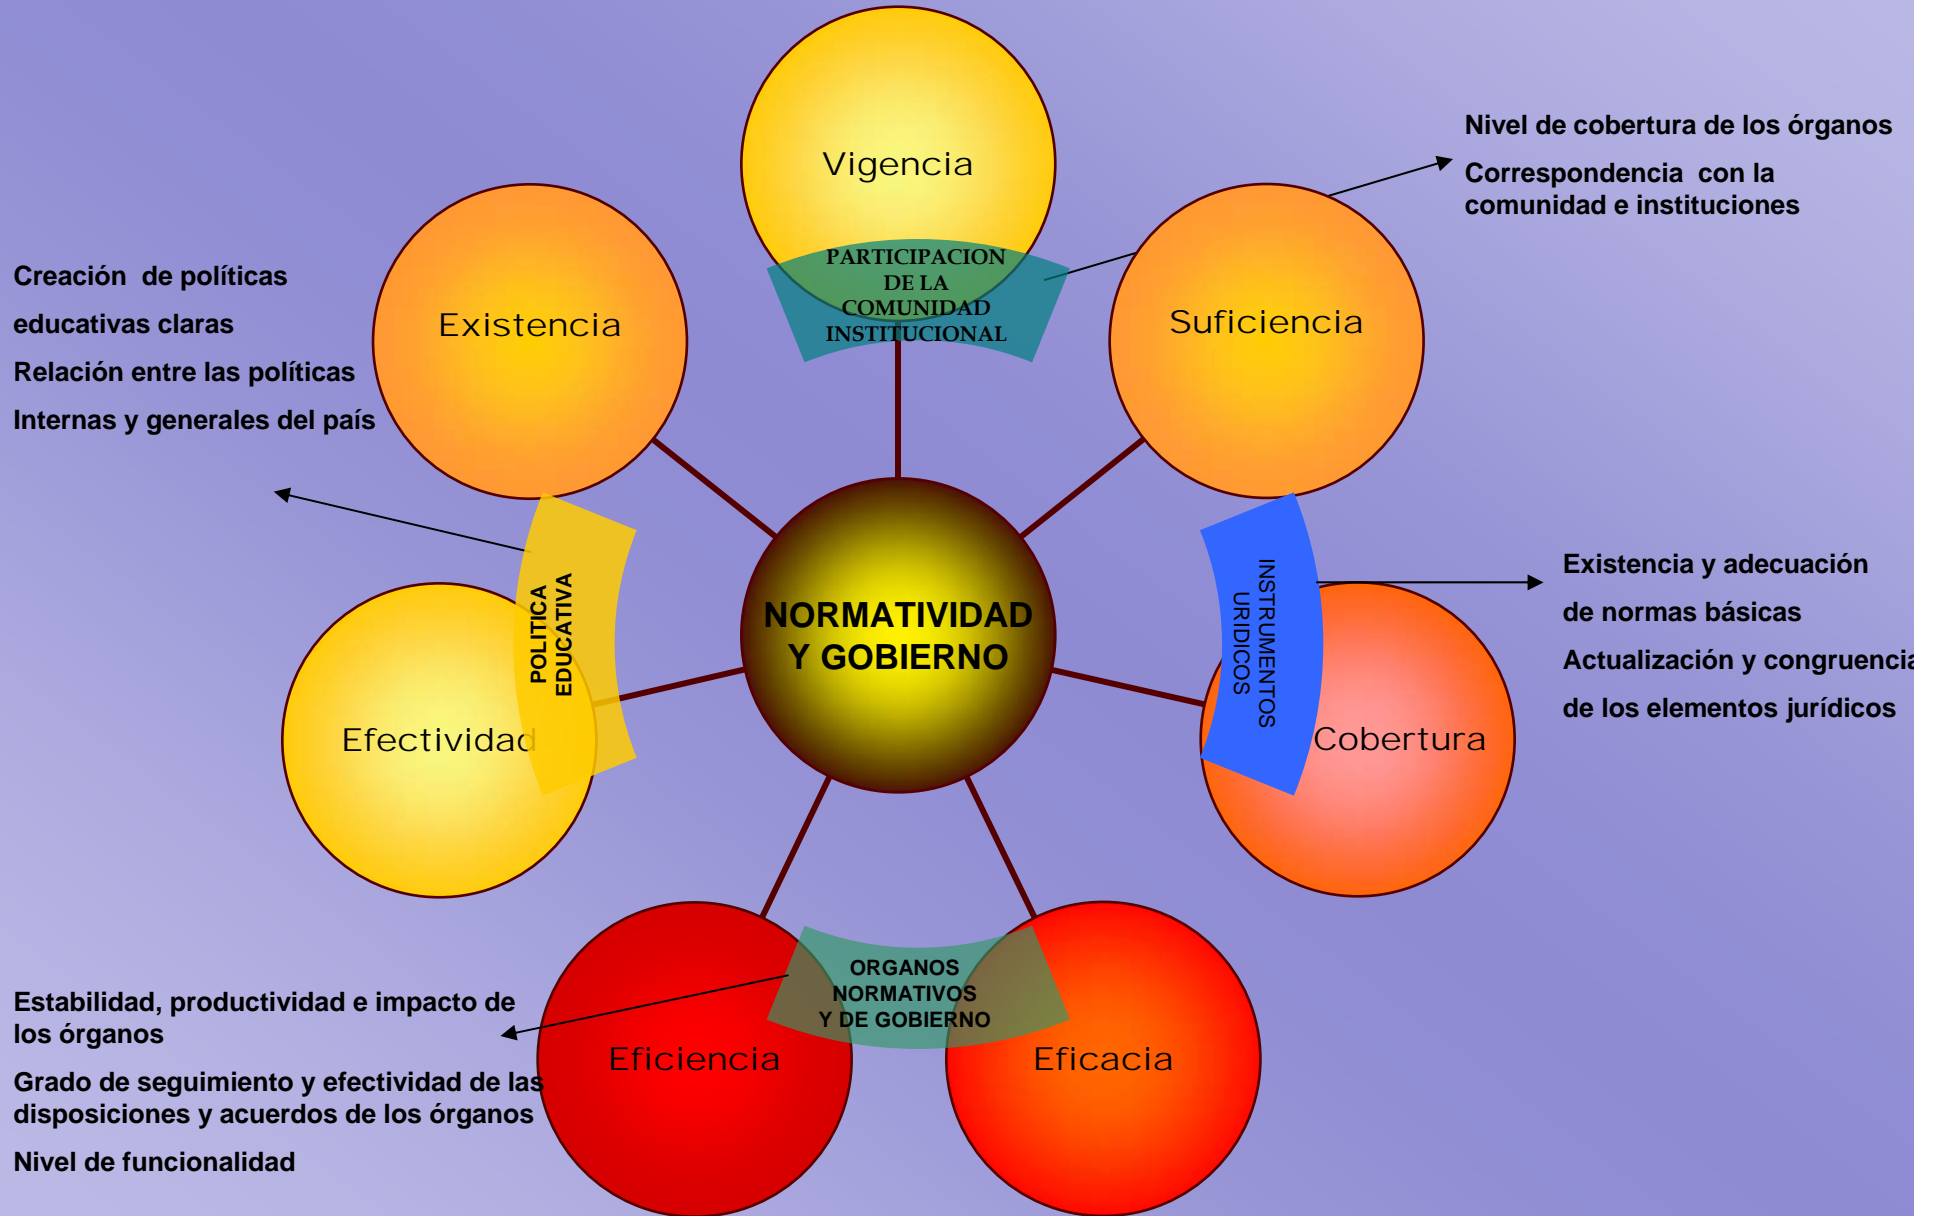 Vigencia
Nivel de cobertura de los órganos
Correspondencia con la
comunidad e instituciones
PARTICIPACION
DE LA
COMUNIDAD
INSTITUCIONAL
Existencia
Suficiencia
Creación de políticas
educativas claras
Relación entre las políticas
Internas y generales del país
NORMATIVIDAD
Y GOBIERNO
POLITICA
EDUCATIVA
INSTRUMENTOS
URIDICOS
Existencia y adecuación
de normas básicas
Actualización y congruencia
de los elementos jurídicos
Efectividad
Cobertura
ORGANOS
NORMATIVOS
Y DE GOBIERNO
Eficiencia
Eficacia
Estabilidad, productividad e impacto de
los órganos
Grado de seguimiento y efectividad de las
disposiciones y acuerdos de los órganos
Nivel de funcionalidad